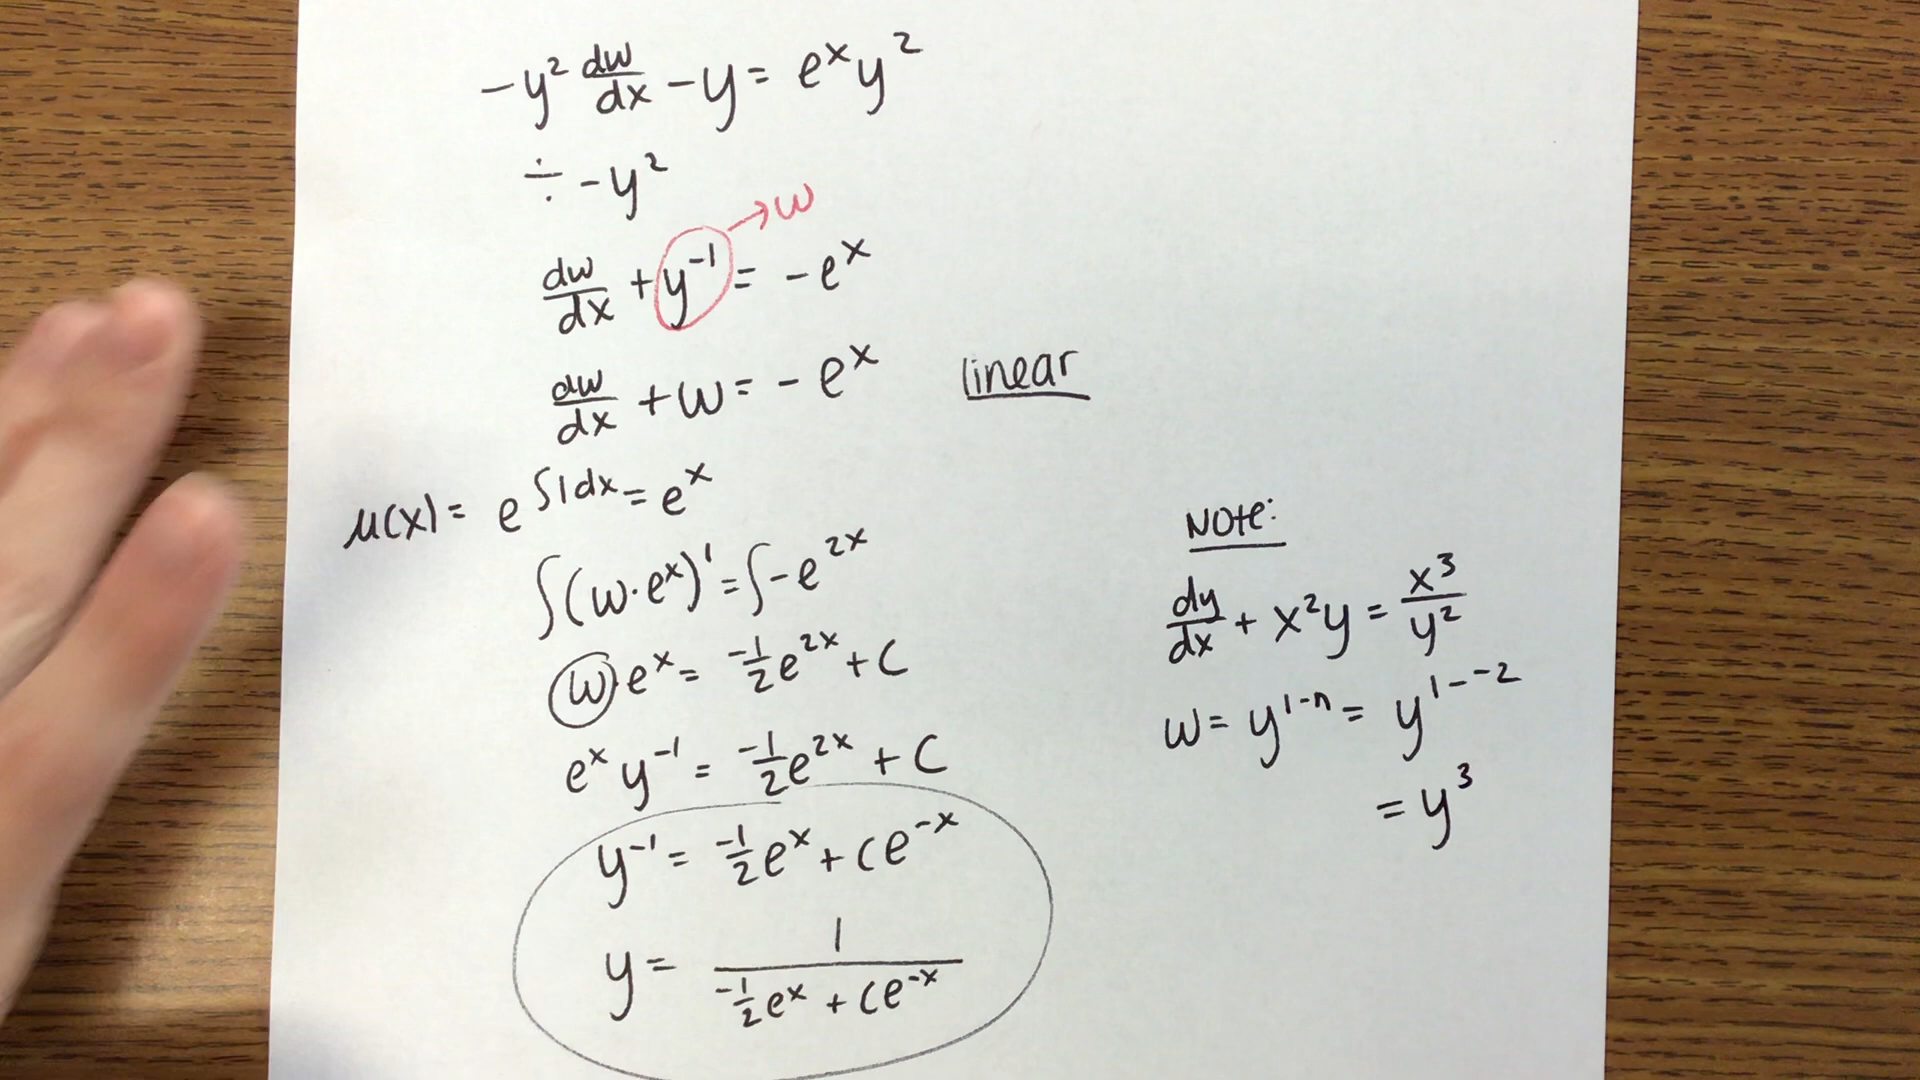 -y² dw/dx - y = eˣy²
÷ -y²
→ w
dw/dx + y⁻¹ = -eˣ
dw/dx + w = -eˣ linear
μ(x) = e^∫1dx = eˣ
∫(w·eˣ)' = ∫-e²ˣ
w·eˣ = -1/2 e²ˣ + C
eˣ y⁻¹ = -1/2 e²ˣ + C
y⁻¹ = -1/2 eˣ + Ce⁻ˣ
y = 1/(-1/2 eˣ + Ce⁻ˣ)
Note:
dy/dx + x²y = x³/y²
w = y¹⁻ⁿ = y¹⁻⁻²
= y³